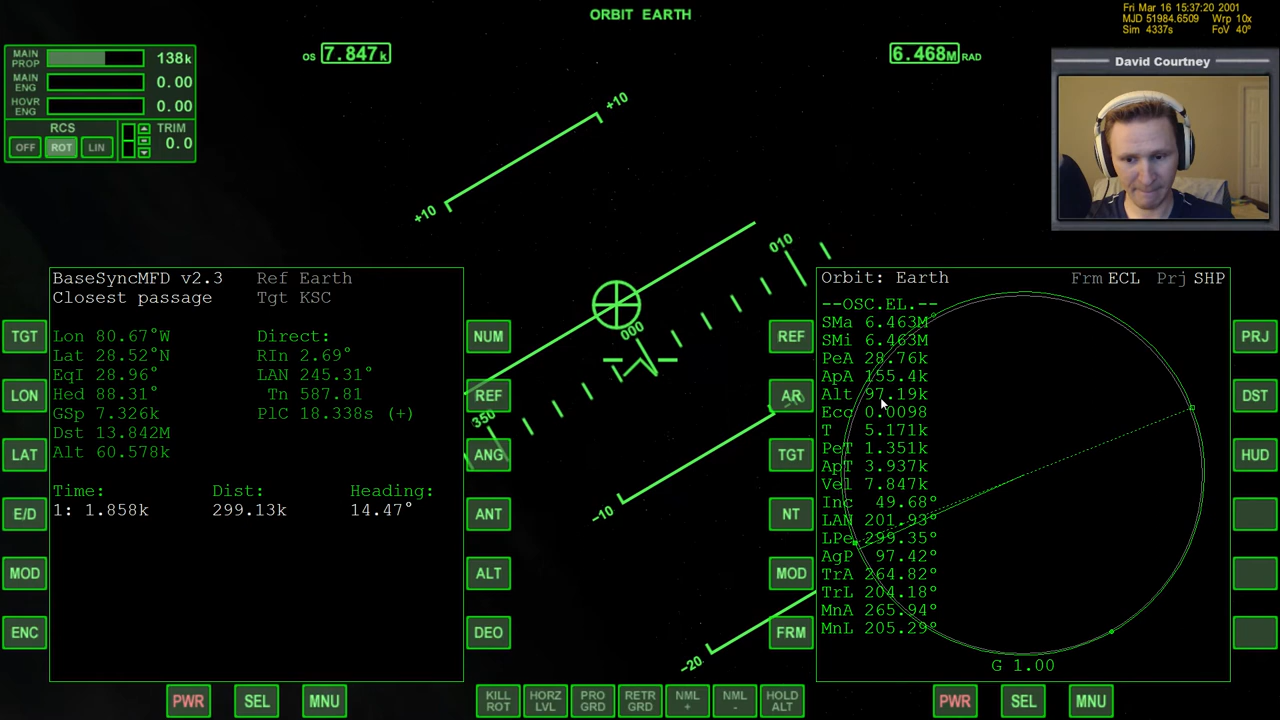 ORBIT EARTH
Fri Mar 16 15:37:20 2001
MJD 51984.6509 Wrp 10x
Sim 4337s FoV 40°
MAIN PROP 138k
MAIN ENG 0.00
HOVR ENG 0.00
RCS TRIM
OFF ROT LIN 0.0
OS 7.847k
6.468M RAD
David Courtney
+10 +10
010
000
350
-10
-20
BaseSyncMFD v2.3 Ref Earth
Closest passage Tgt KSC
Lon 80.67°W Direct:
Lat 28.52°N RIn 2.69°
EqI 28.96° LAN 245.31°
Hed 88.31° Tn 587.81
GSp 7.326k PlC 18.338s (+)
Dst 13.842M
Alt 60.578k
Time: Dist: Heading:
1: 1.858k 299.13k 14.47°
TGT
LON
LAT
E/D
MOD
ENC
NUM
REF
ANG
ANT
ALT
DEO
PWR SEL MNU
KILL ROT
HORZ LVL
PRO GRD
RETR GRD
NML +
NML -
HOLD ALT
Orbit: Earth Frm ECL Prj SHP
--OSC.EL.--
SMa 6.463M
SMi 6.463M
PeA 28.76k
ApA 155.4k
Alt 97.19k
Ecc 0.0098
T 5.171k
PeT 1.351k
ApT 3.937k
Vel 7.847k
Inc 49.68°
LAN 201.93°
LPe 299.35°
AgP 97.42°
TrA 264.82°
TrL 204.18°
MnA 265.94°
MnL 205.29°
G 1.00
REF
AR
TGT
NT
MOD
FRM
PRJ
DST
HUD
PWR SEL MNU